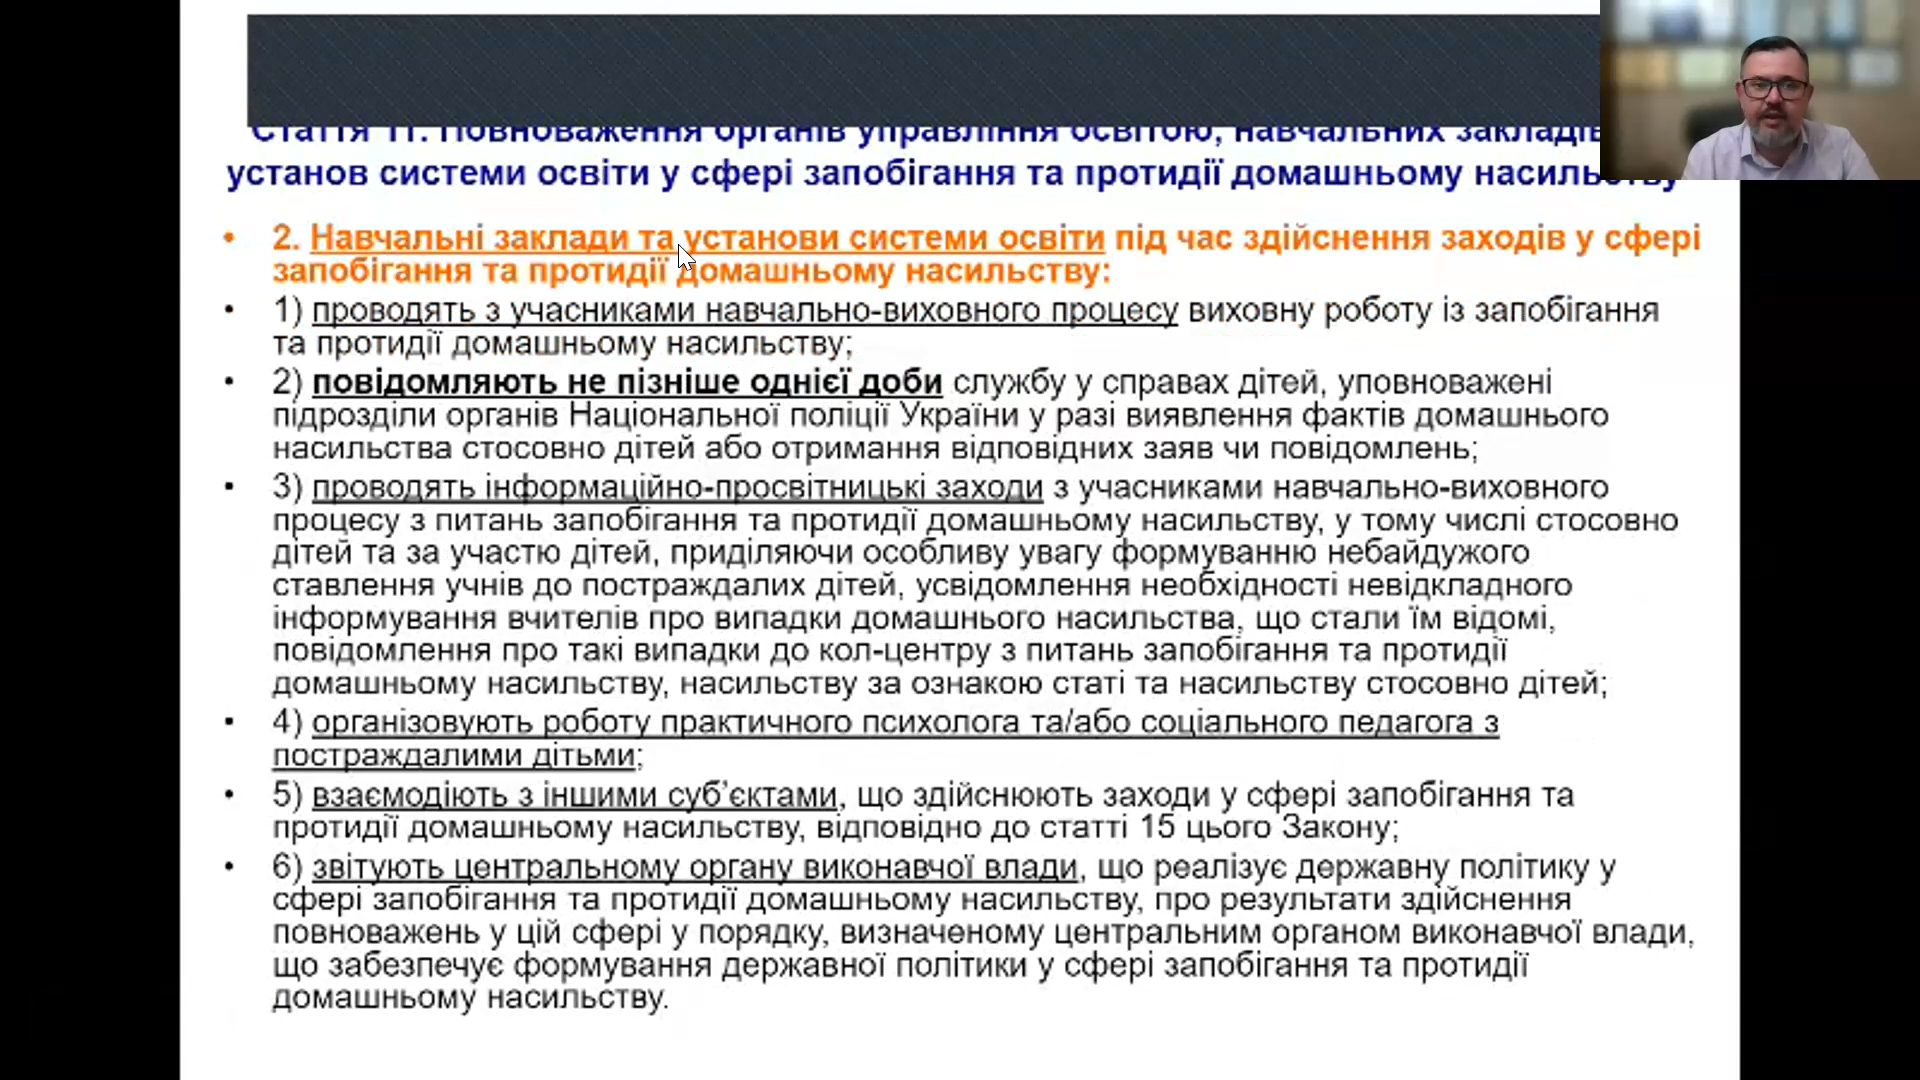 Стаття 11. Повноваження органів управління освітою, навчальних закладів
установ системи освіти у сфері запобігання та протидії домашньому насильству
• 2. Навчальні заклади та установи системи освіти під час здійснення заходів у сфері
запобігання та протидії домашньому насильству:
• 1) проводять з учасниками навчально-виховного процесу виховну роботу із запобігання
та протидії домашньому насильству;
• 2) повідомляють не пізніше однієї доби службу у справах дітей, уповноважені
підрозділи органів Національної поліції України у разі виявлення фактів домашнього
насильства стосовно дітей або отримання відповідних заяв чи повідомлень;
• 3) проводять інформаційно-просвітницькі заходи з учасниками навчально-виховного
процесу з питань запобігання та протидії домашньому насильству, у тому числі стосовно
дітей та за участю дітей, приділяючи особливу увагу формуванню небайдужого
ставлення учнів до постраждалих дітей, усвідомлення необхідності невідкладного
інформування вчителів про випадки домашнього насильства, що стали їм відомі,
повідомлення про такі випадки до кол-центру з питань запобігання та протидії
домашньому насильству, насильству за ознакою статі та насильству стосовно дітей;
• 4) організовують роботу практичного психолога та/або соціального педагога з
постраждалими дітьми;
• 5) взаємодіють з іншими суб’єктами, що здійснюють заходи у сфері запобігання та
протидії домашньому насильству, відповідно до статті 15 цього Закону;
• 6) звітують центральному органу виконавчої влади, що реалізує державну політику у
сфері запобігання та протидії домашньому насильству, про результати здійснення
повноважень у цій сфері у порядку, визначеному центральним органом виконавчої влади,
що забезпечує формування державної політики у сфері запобігання та протидії
домашньому насильству.